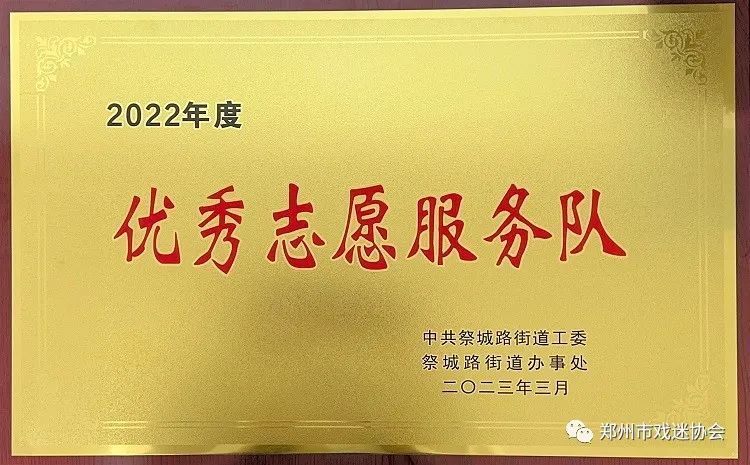 2022年度
优秀志愿服务队
中共祭城路街道工委
祭城路街道办事处
二〇二三年三月
郑州市戏迷协会